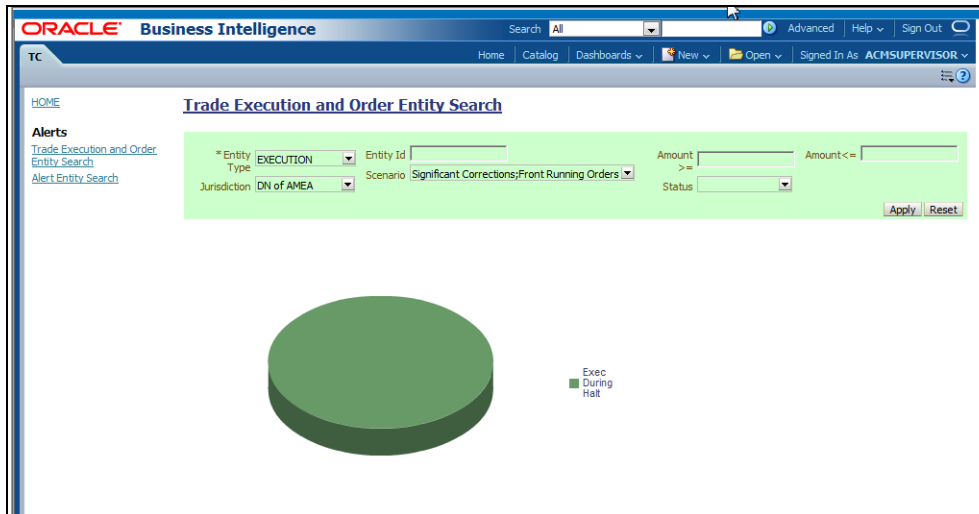 ORACLE Business Intelligence
Search All Advanced Help Sign Out
TC
Home Catalog Dashboards New Open Signed In As ACMSUPERVISOR
HOME
Trade Execution and Order Entity Search
Alerts
Trade Execution and Order
Entity Search
Alert Entity Search
* Entity
Type
EXECUTION
Entity Id
Amount
>=
Amount<=
Jurisdiction DN of AMEA
Scenario Significant Corrections;Front Running Orders
Status
Apply Reset
Exec
During
Halt